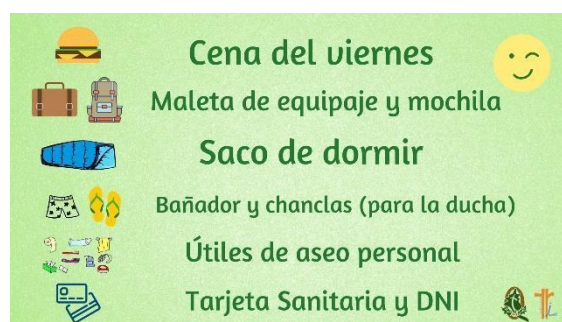 Cena del viernes
Maleta de equipaje y mochila
Saco de dormir
Bañador y chanclas (para la ducha)
Útiles de aseo personal
Tarjeta Sanitaria y DNI